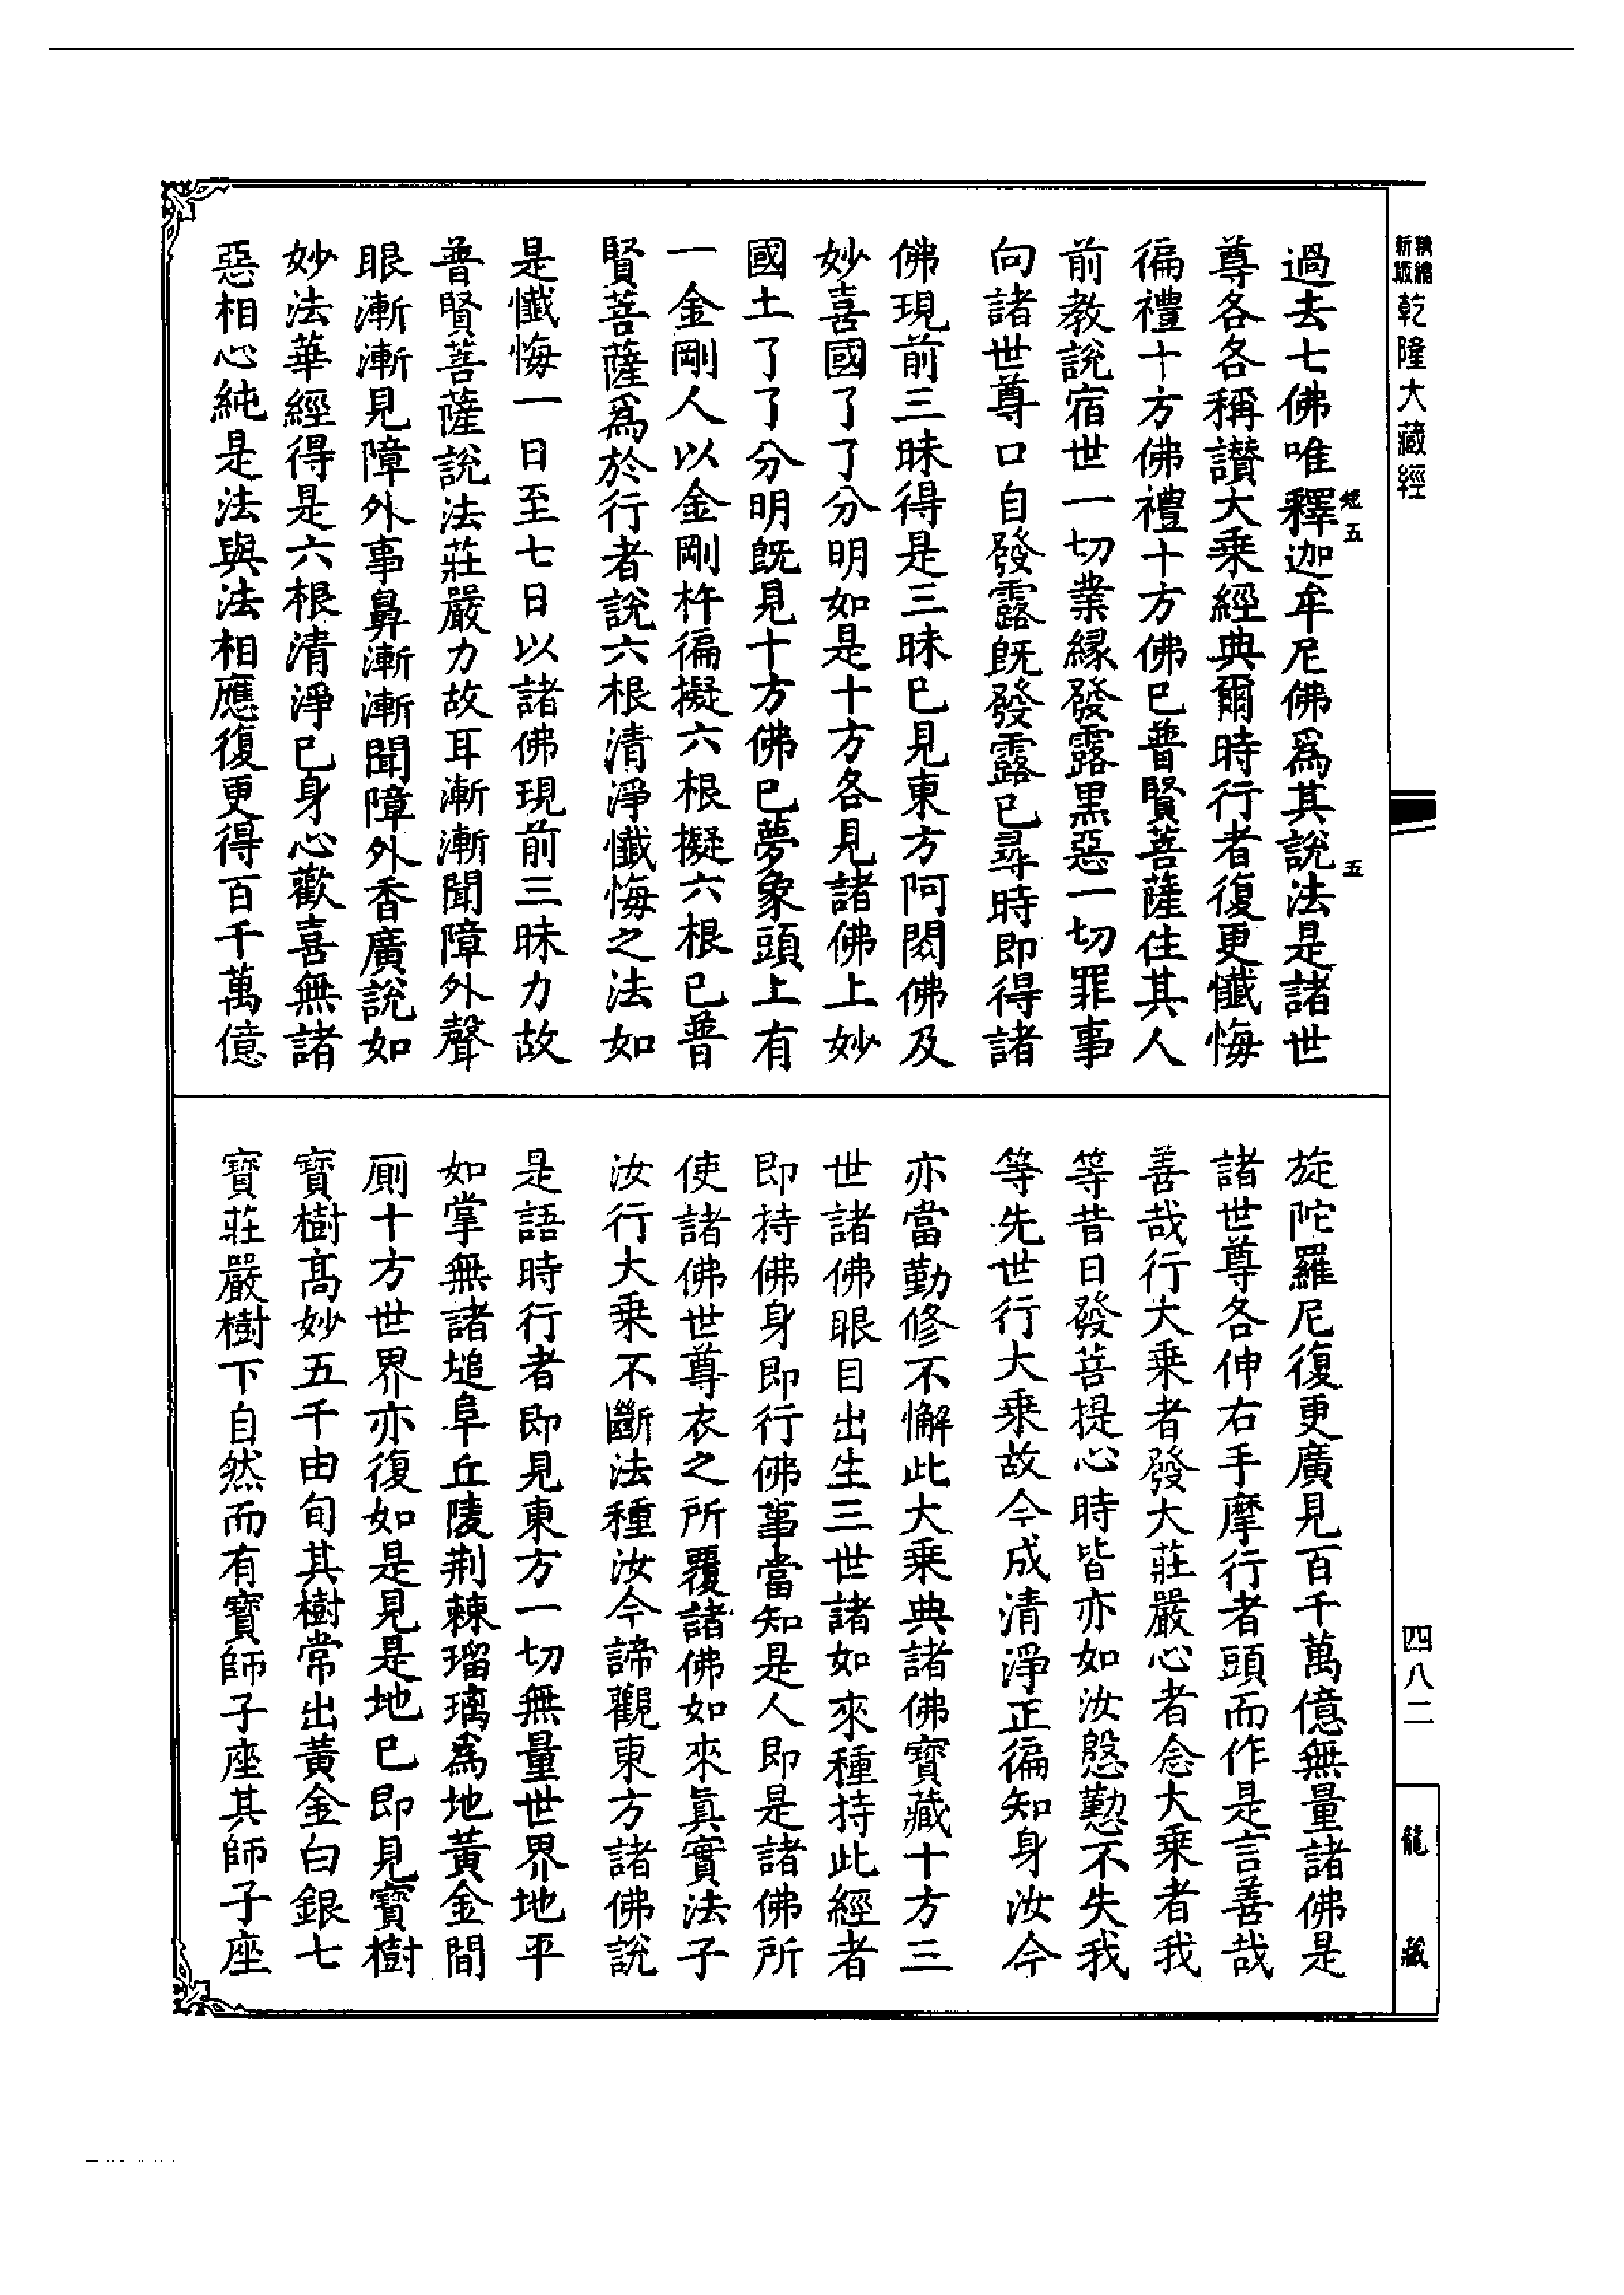 新編
新版
乾隆大藏經
短五
五
過去七佛唯釋迦牟尼佛爲其說法是諸世
尊各各稱讃大乗經典爾時行者復更懺悔
徧禮十方佛禮十方佛已普賢菩薩住其人
前教說宿世一切業緣發露黑惡一切罪事
向諸世尊口自發露既發露已尋時即得諸
佛現前三昧得是三昧已見東方阿閦佛及
妙喜國了了分明如是十方各見諸佛上妙
國土了了分明既見十方佛已夢象頭上有
一金剛人以金剛杵徧擬六根擬六根已普
賢菩薩爲於行者說六根清淨懺悔之法如
是懺悔一日至七日以諸佛現前三昧力故
普賢菩薩說法莊嚴力故耳漸漸聞障外聲
眼漸漸見障外事鼻漸漸聞障外香廣說如
妙法華經得是六根清淨已身心歡喜無諸
惡相心純是法與法相應復更得百千萬億
旋陀羅尼復更廣見百千萬億無量諸佛是
諸世尊各伸右手摩行者頭而作是言善哉
善哉行大乗者發大莊嚴心者念大乗者我
等昔日發菩提心時皆亦如汝慇懃不失我
等先世行大乗故今成清淨正徧知身汝今
亦當勤修不懈此大乗典諸佛寶藏十方三
世諸佛眼目出生三世諸如來種持此經者
即持佛身即行佛事當知是人即是諸佛所
使諸佛世尊衣之所覆諸佛如來眞實法子
汝行大乗不斷法種汝今諦觀東方諸佛說
是語時行者即見東方一切無量世界地平
如掌無諸塠阜丘陵荆棘瑠璃爲地黃金間
厠十方世界亦復如是見是地已即見寶樹
寶樹高妙五千由旬其樹常出黃金白銀七
寶莊嚴樹下自然而有寶師子座其師子座
四八二
龍藏